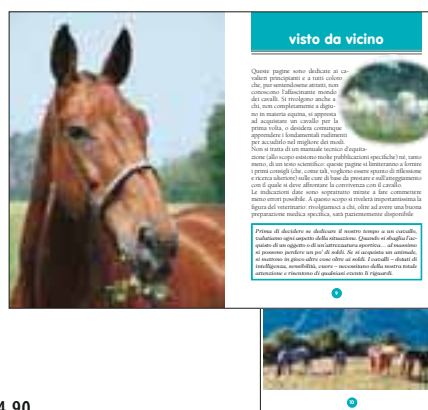 visto da vicino
Queste pagine sono dedicate ai ca-
valieri principianti e a tutti coloro
che, pur sentendosene attratti, non
conoscono l'affascinante mondo
dei cavalli. Si rivolgono anche a
chi, non completamente a digiu-
no in materia equina, si appresta
ad acquistare un cavallo per la
prima volta, o desidera comunque
apprendere i fondamentali rudimenti
per accudirlo nel migliore dei modi.
Non si tratta di un manuale tecnico d'equita-
zione (allo scopo esistono molte pubblicazioni specifiche) né, tanto
meno, di un testo scientifico: queste pagine si limiteranno a fornire
i primi consigli (che, come tali, vogliono essere spunto di riflessione
e ricerca ulteriore) sulle cure di base da prestare e sull'atteggiamento
con il quale si deve affrontare la convivenza con il cavallo.
Le indicazioni date sono soprattutto mirate a fare commettere
meno errori possibile. A questo scopo si rivelerà importantissima la
figura del veterinario: rivolgiamoci a chi, oltre ad avere una buona
preparazione medica specifica, sarà pazientemente disponibile
Prima di decidere se dedicare il nostro tempo a un cavallo,
valutiamo ogni aspetto della situazione. Quando si sbaglia l'ac-
quisto di un oggetto o di un'attrezzatura sportiva... al massimo
si possono perdere un po' di soldi. Se si acquista un animale,
si mettono in gioco altre cose oltre ai soldi. I cavalli – dotati di
intelligenza, sensibilità, cuore – necessitano della nostra totale
attenzione e risentono di qualsiasi evento li riguardi.
9
10
4,90